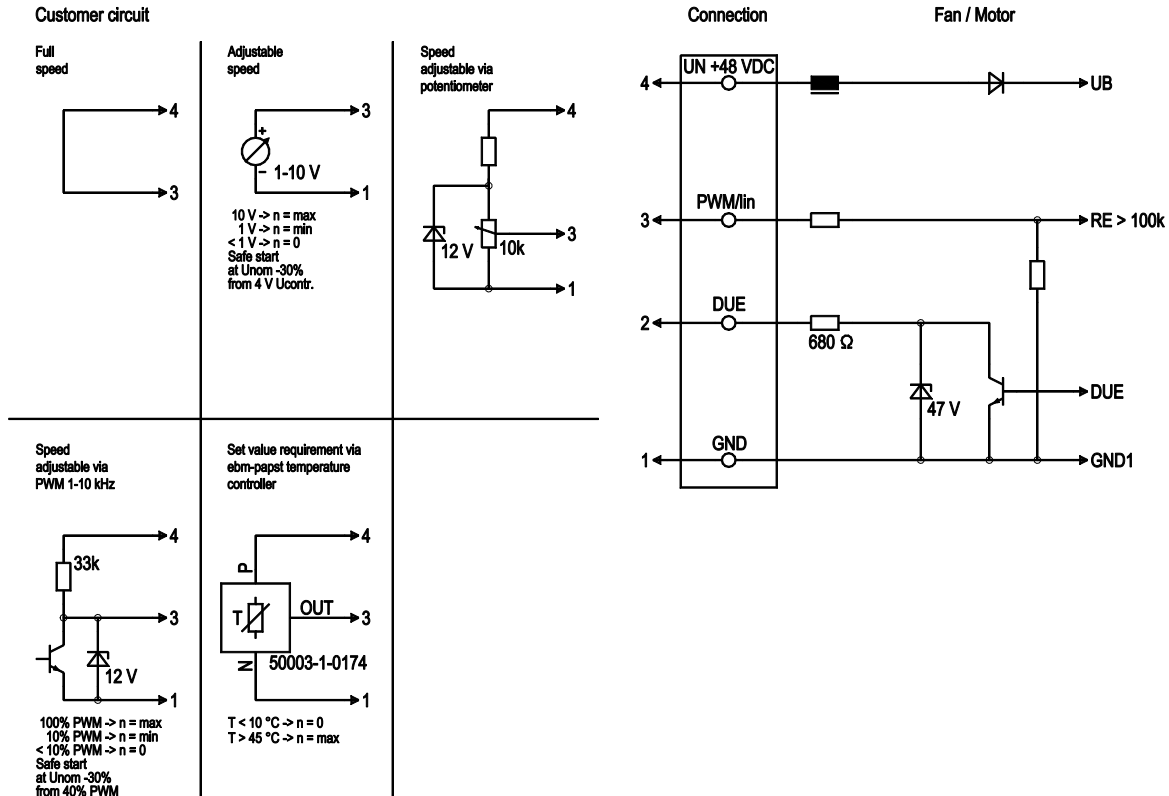 Customer circuit
Full
speed
4
3
Adjustable
speed
3
+
–
1-10 V
1
10 V -> n = max
1 V -> n = min
< 1 V -> n = 0
Safe start
at Unom -30%
from 4 V Ucontr.
Speed
adjustable via
potentiometer
4
12 V
10k
3
1
Speed
adjustable via
PWM 1-10 kHz
4
33k
3
12 V
1
100% PWM -> n = max
10% PWM -> n = min
< 10% PWM -> n = 0
Safe start
at Unom -30%
from 40% PWM
Set value requirement via
ebm-papst temperature
controller
4
P
T
OUT
3
N
50003-1-0174
1
T < 10 °C -> n = 0
T > 45 °C -> n = max
Connection
Fan / Motor
UN +48 VDC
4
UB
PWM/lin
3
RE > 100k
DUE
2
680 Ω
47 V
DUE
GND
1
GND1